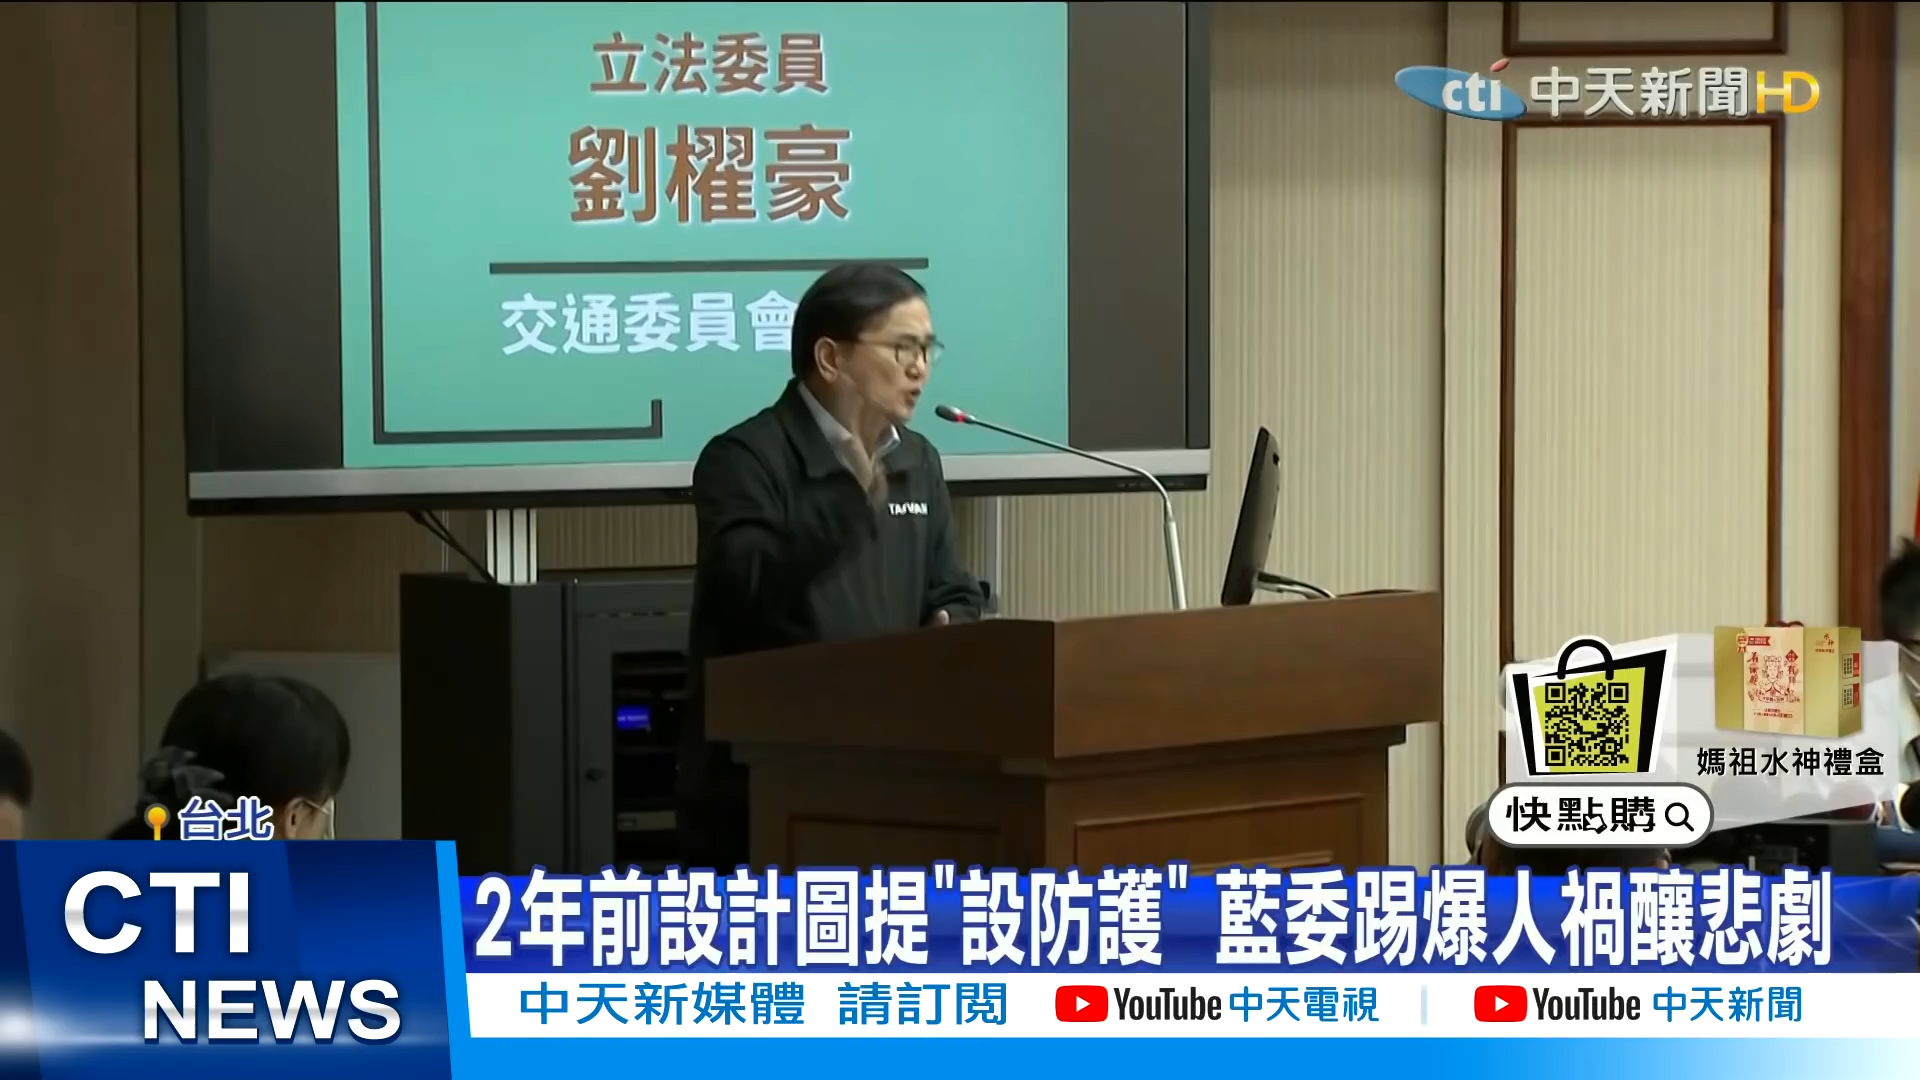 立法委員
劉櫂豪
交通委員會
cti 中天新聞HD
TAIWAN
媽祖水神禮盒
快點購
台北
CTI NEWS
2年前設計圖提"設防護" 藍委踢爆人禍釀悲劇
中天新媒體 請訂閱 YouTube 中天電視 YouTube 中天新聞